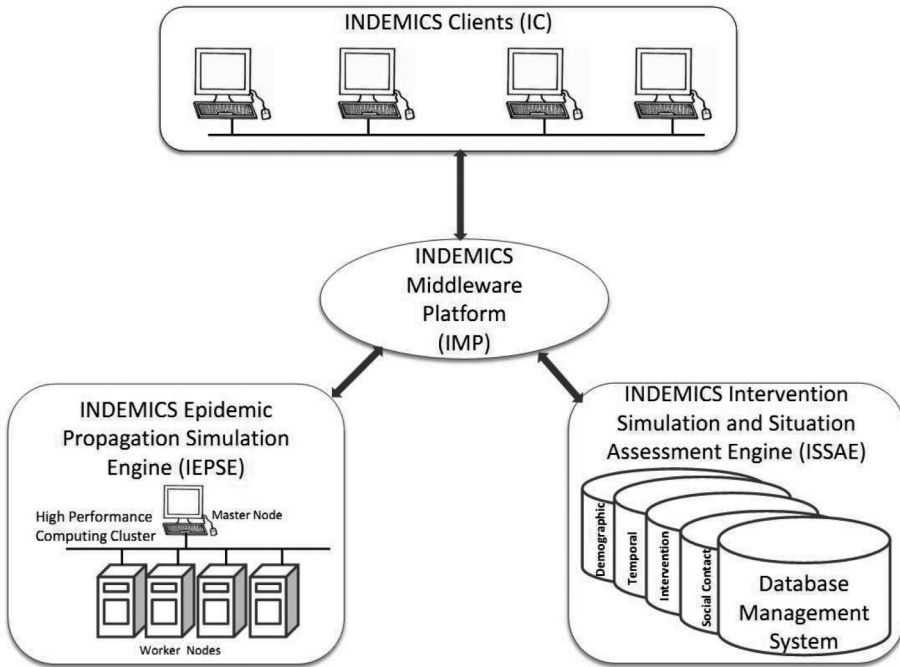 INDEMICS Clients (IC)
INDEMICS
Middleware
Platform
(IMP)
INDEMICS Epidemic
Propagation Simulation
Engine (IEPSE)
High Performance
Computing Cluster
Master Node
Worker Nodes
INDEMICS Intervention
Simulation and Situation
Assessment Engine (ISSAE)
Demographic
Temporal
Intervention
Social Contact
Database
Management
System